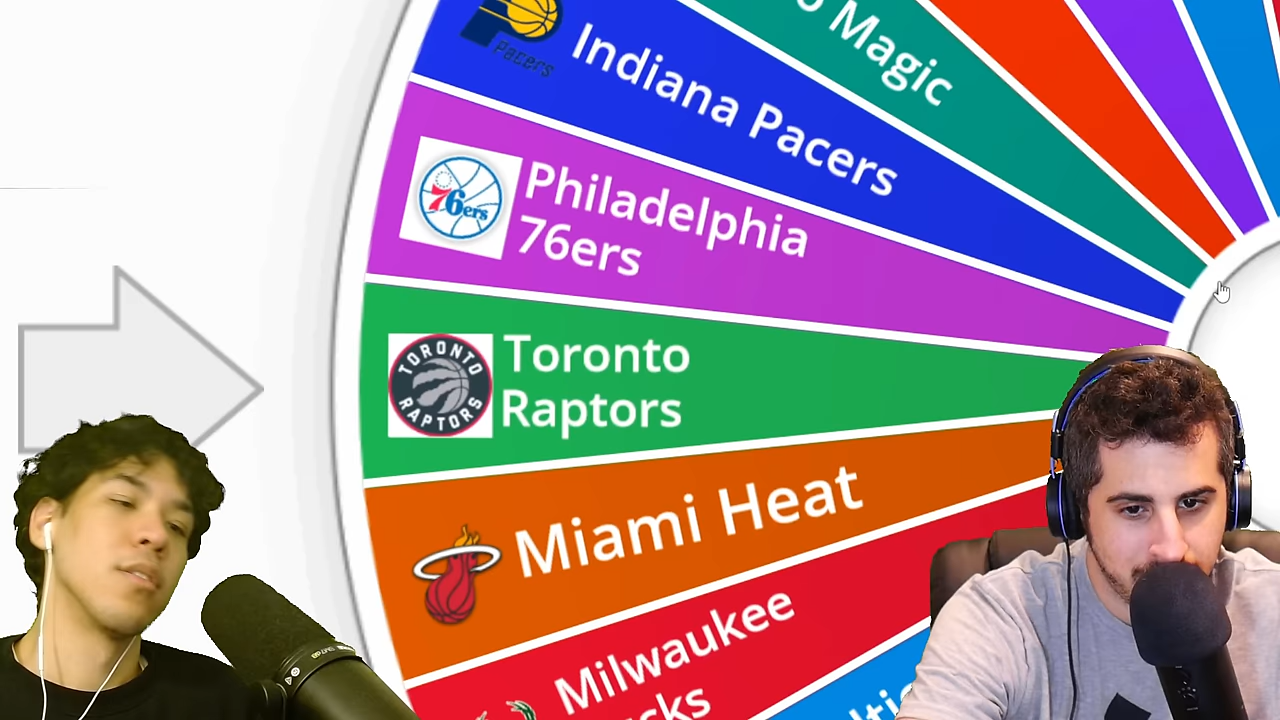 Magic
Pacers
Indiana Pacers
76ers
Philadelphia
76ers
TORONTO
RAPTORS
Toronto
Raptors
Miami Heat
Milwaukee